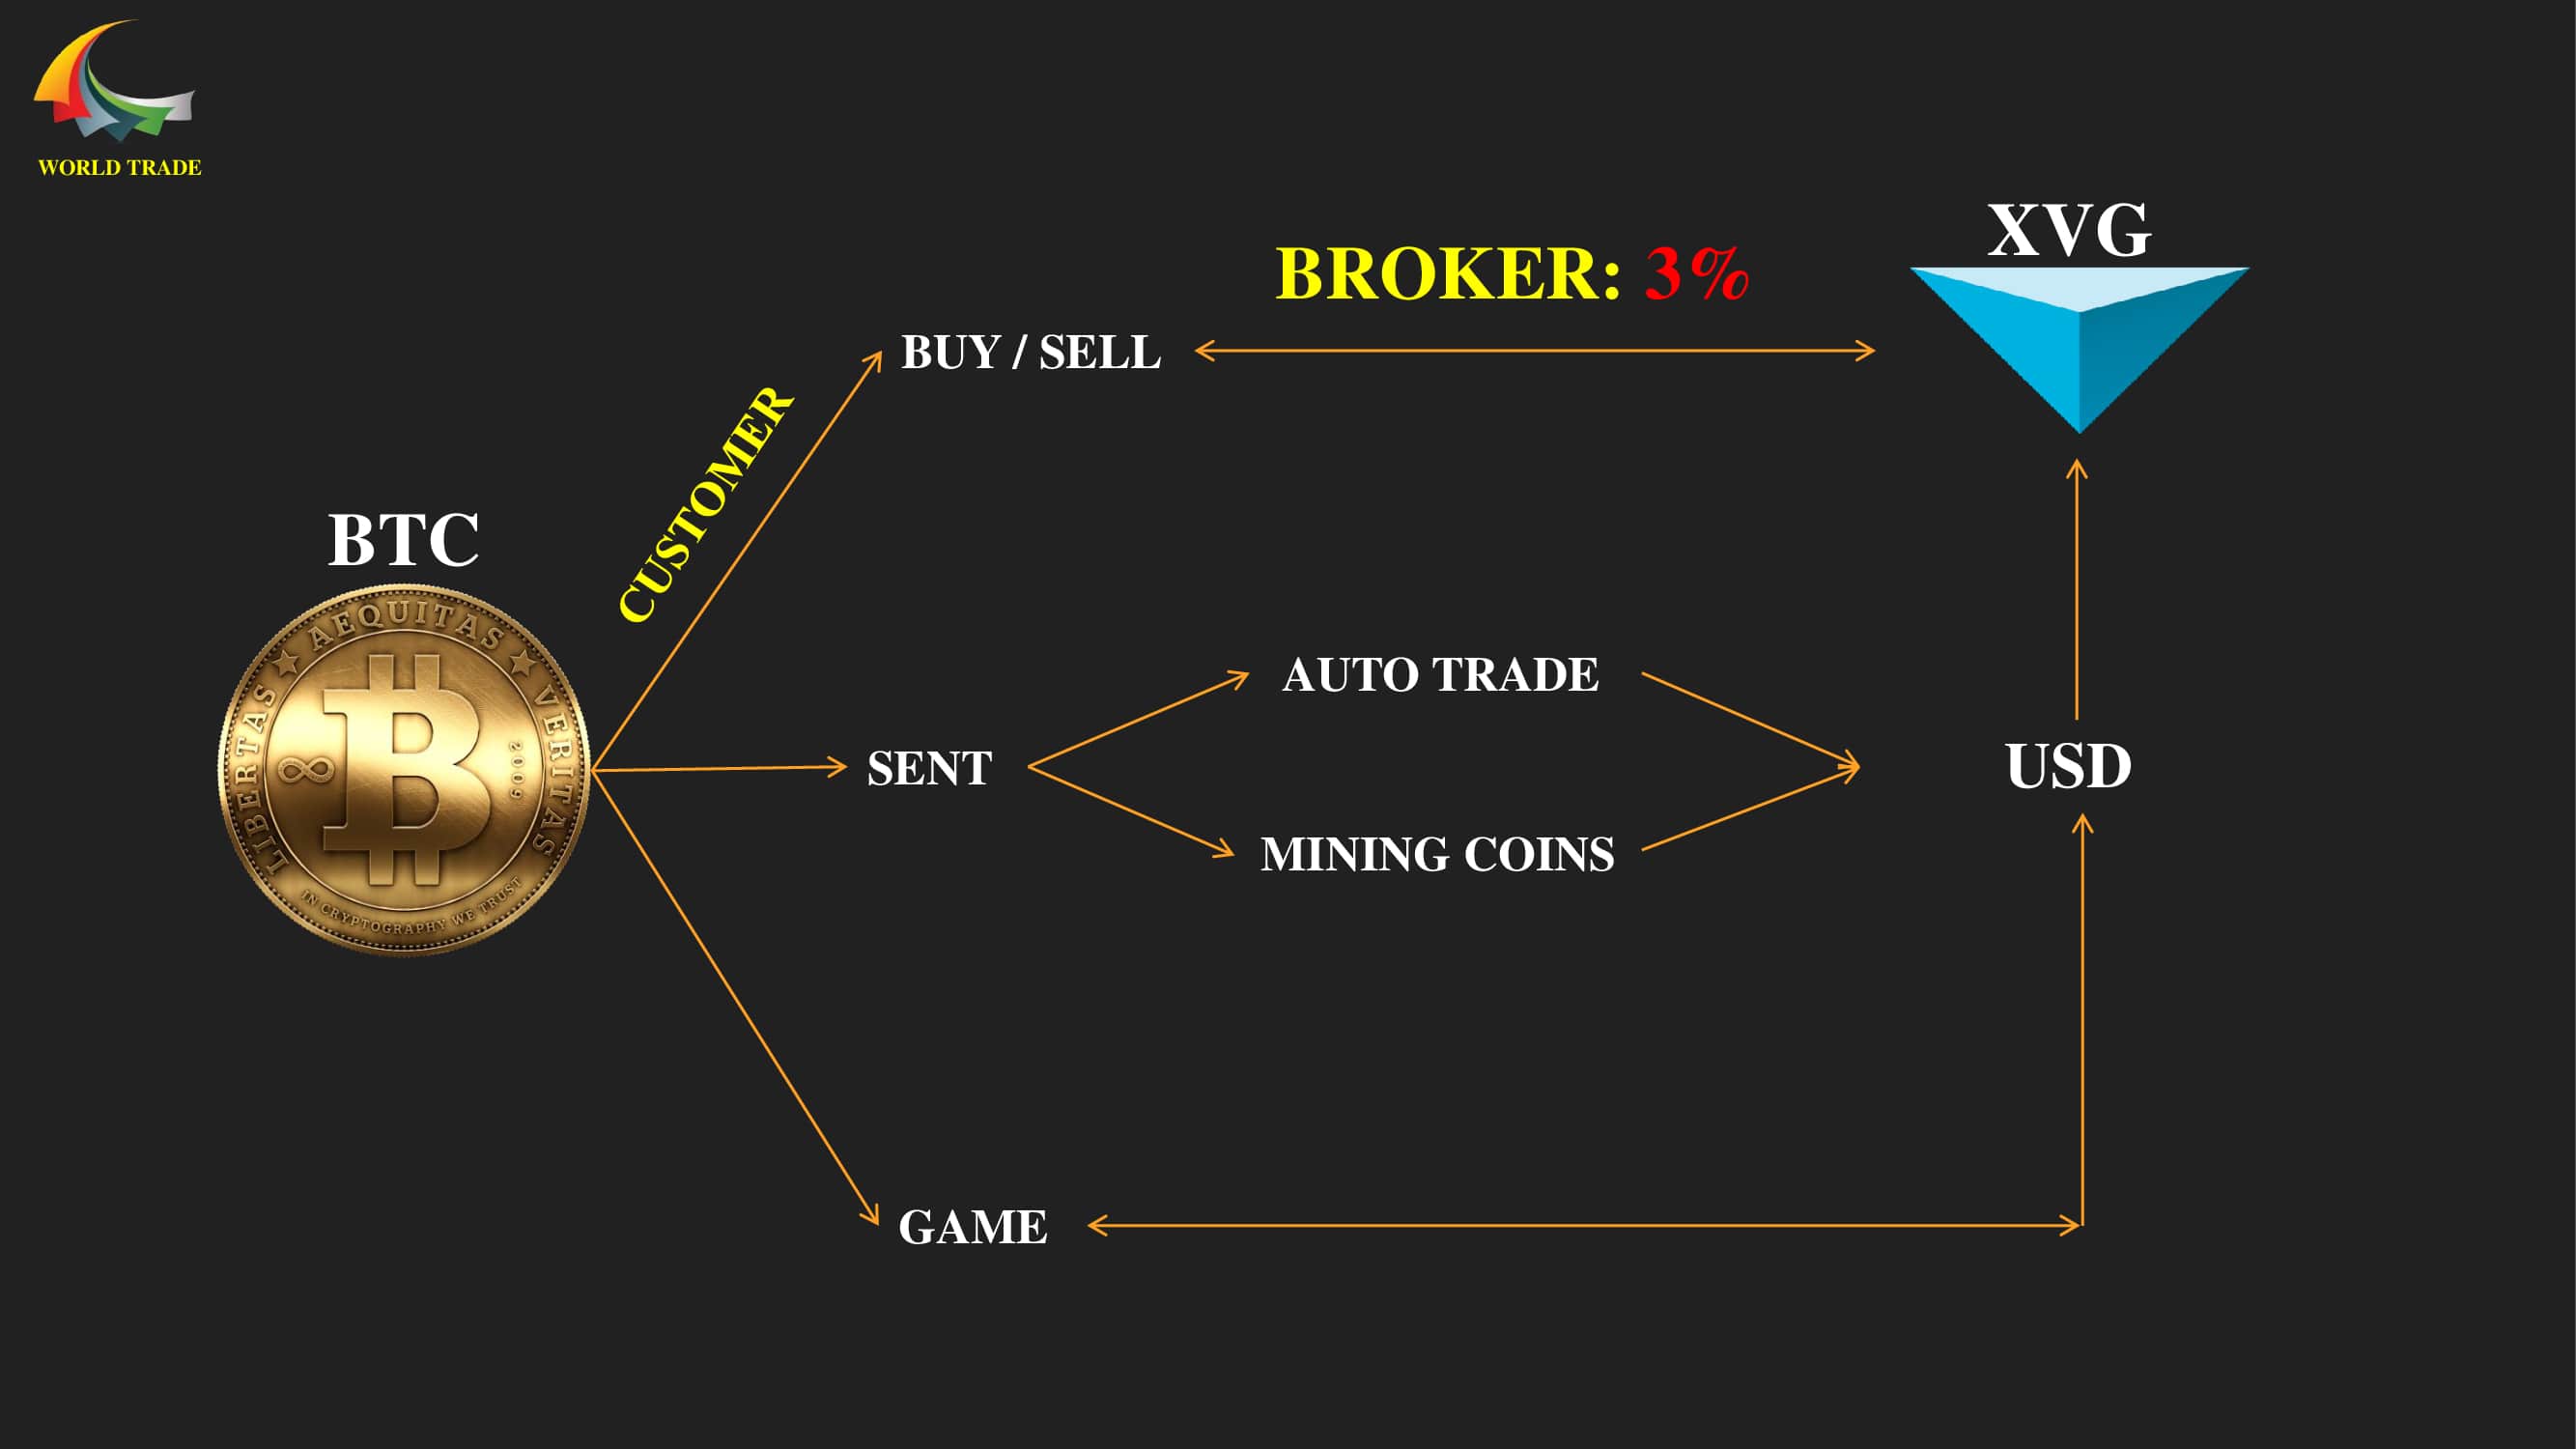 WORLD TRADE
XVG
BROKER: 3%
BUY / SELL
CUSTOMER
BTC
LIBERTAS ★ AEQUITAS ★ VERITAS
2009
IN CRYPTOGRAPHY WE TRUST
AUTO TRADE
SENT
USD
MINING COINS
GAME